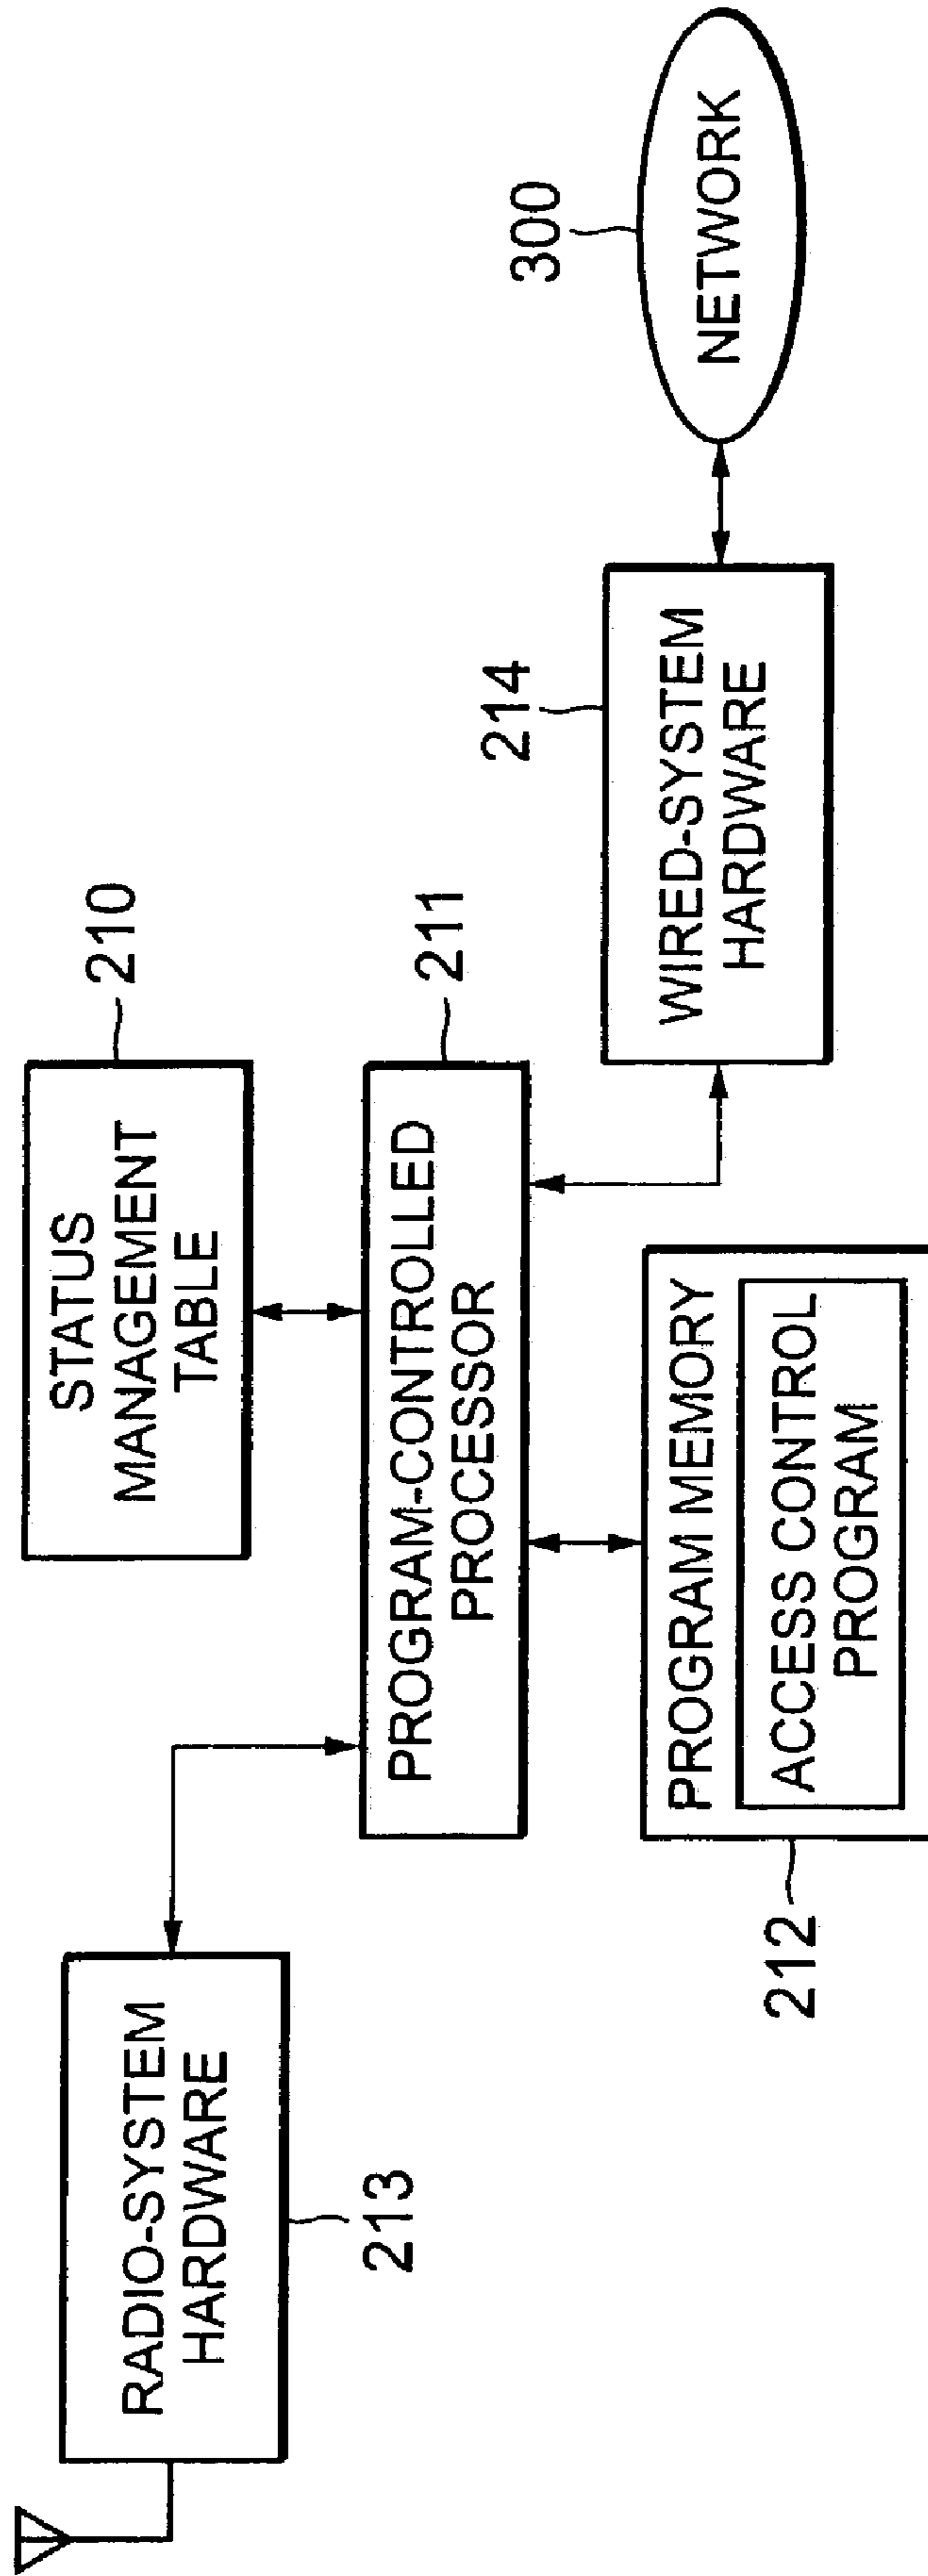 STATUS
MANAGEMENT
TABLE
210
RADIO-SYSTEM
HARDWARE
213
PROGRAM-CONTROLLED
PROCESSOR
211
PROGRAM MEMORY
ACCESS CONTROL
PROGRAM
212
WIRED-SYSTEM
HARDWARE
214
NETWORK
300